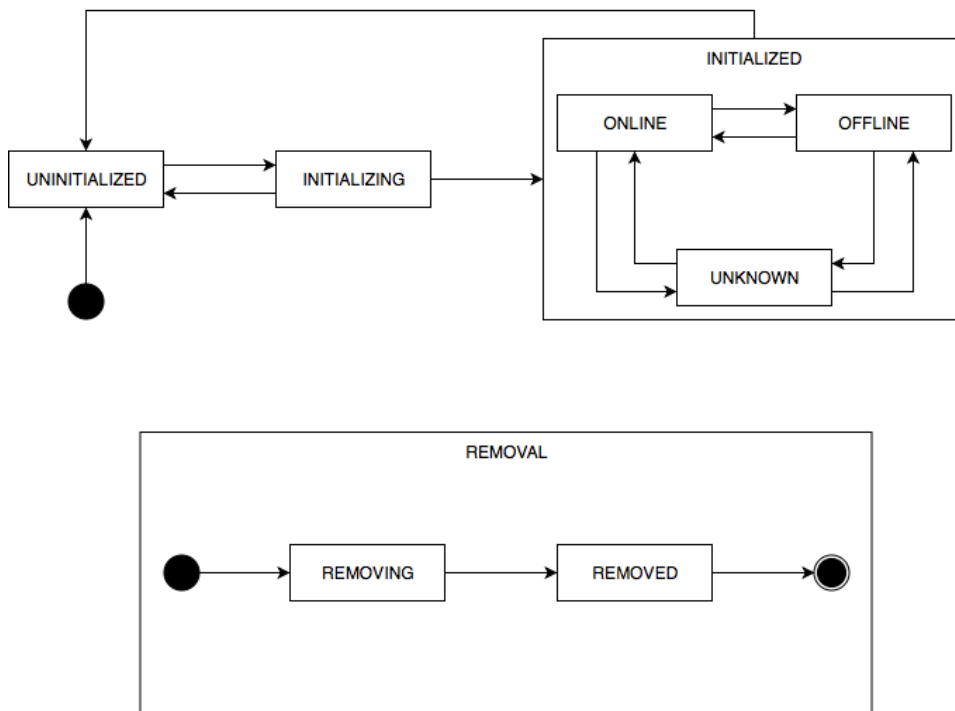 INITIALIZED
ONLINE
OFFLINE
UNINITIALIZED
INITIALIZING
UNKNOWN
REMOVAL
REMOVING
REMOVED